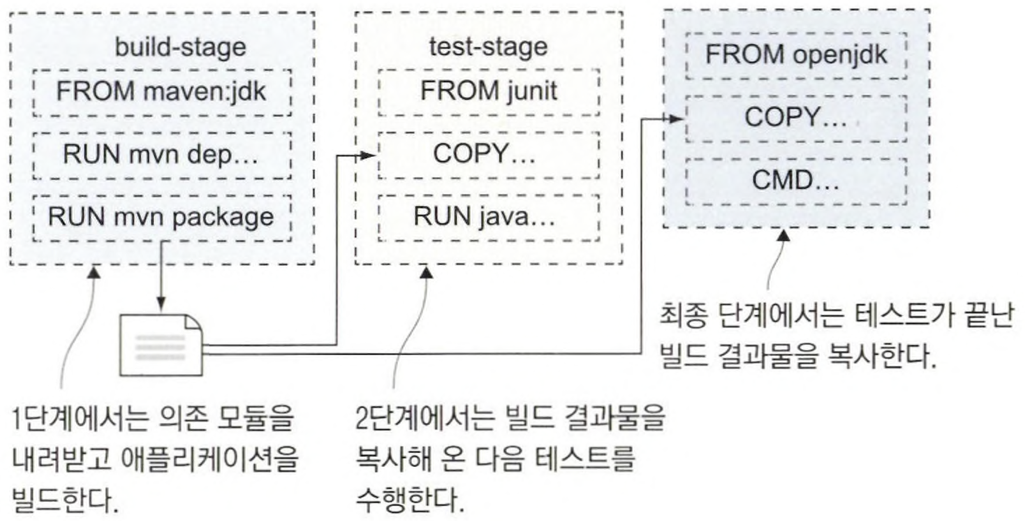 build-stage
FROM maven:jdk
RUN mvn dep...
RUN mvn package
test-stage
FROM junit
COPY...
RUN java...
FROM openjdk
COPY...
CMD...
1단계에서는 의존 모듈을
내려받고 애플리케이션을
빌드한다.
2단계에서는 빌드 결과물을
복사해 온 다음 테스트를
수행한다.
최종 단계에서는 테스트가 끝난
빌드 결과물을 복사한다.